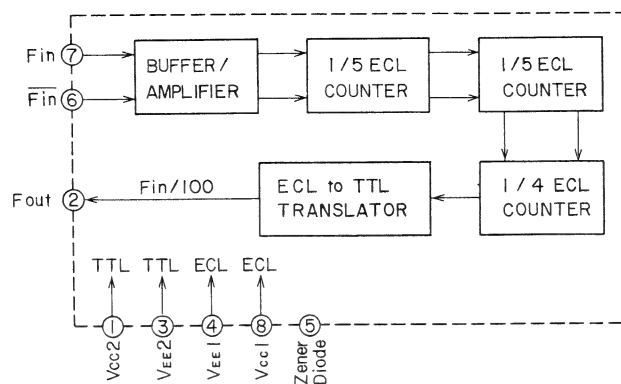 Fin ⑦
BUFFER/
AMPLIFIER
1/5 ECL
COUNTER
1/5 ECL
COUNTER
Fin ⑥
Fout ②
Fin/100
ECL to TTL
TRANSLATOR
1/4 ECL
COUNTER
TTL TTL ECL ECL
① ③ ④ ⑧ ⑤
Vcc2
VEE2
VEE1
Vcc1
Zener
Diode